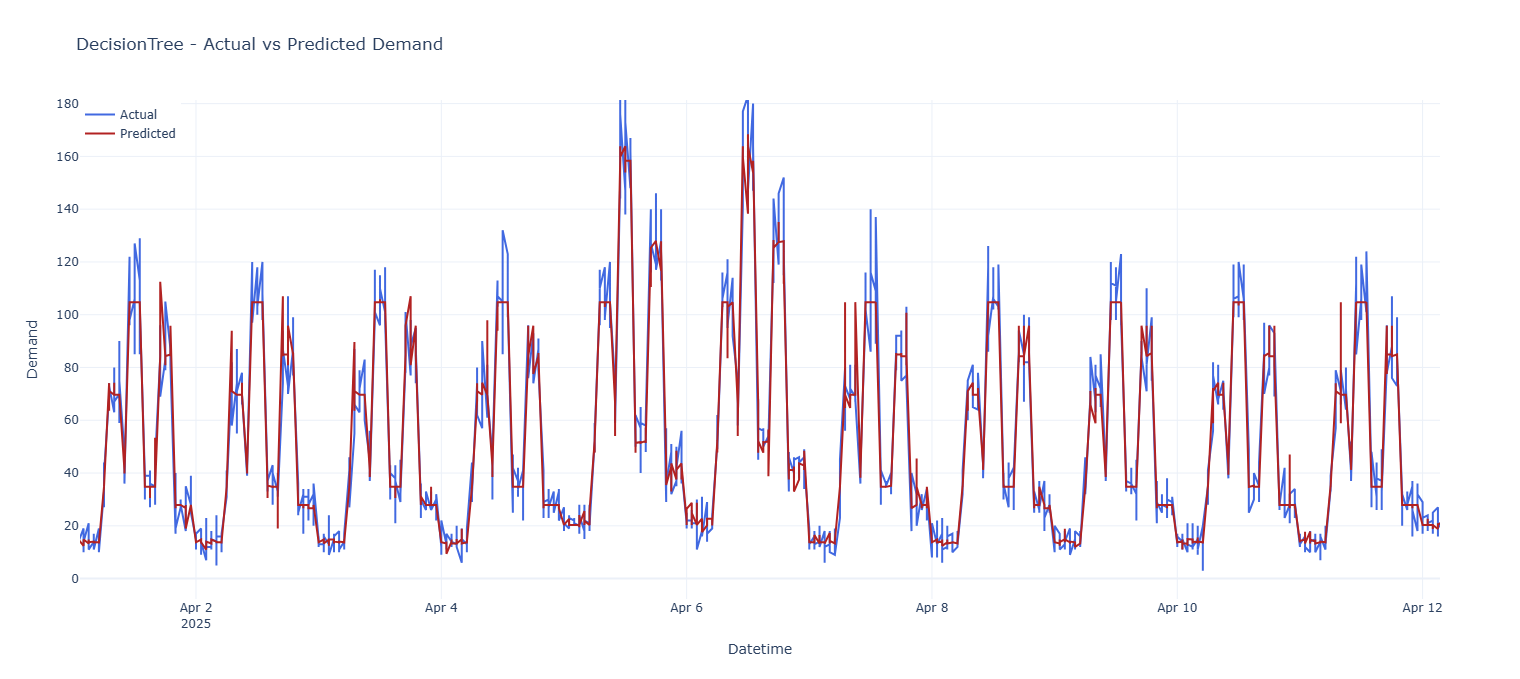 DecisionTree - Actual vs Predicted Demand
Actual
Predicted
180
160
140
120
100
80
60
40
20
0
Demand
Apr 2
2025
Apr 4
Apr 6
Apr 8
Apr 10
Apr 12
Datetime